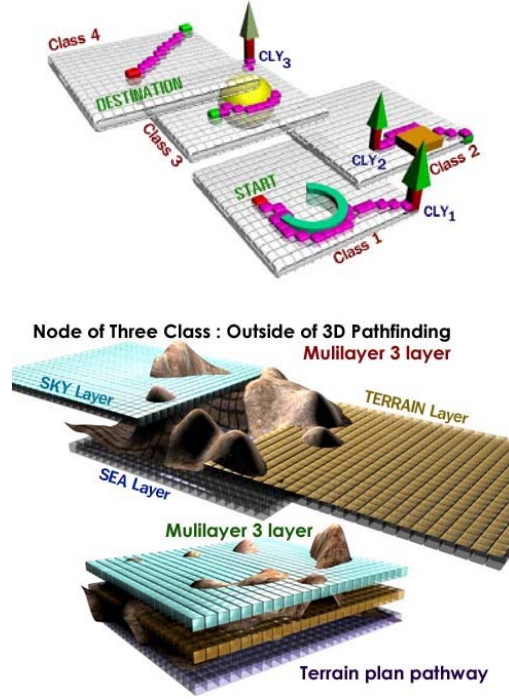 Class 4
CLY3
DESTINATION
Class 3
CLY2
Class 2
START
CLY1
Class 1
Node of Three Class : Outside of 3D Pathfinding
Mulilayer 3 layer
SKY Layer
TERRAIN Layer
SEA Layer
Mulilayer 3 layer
Terrain plan pathway